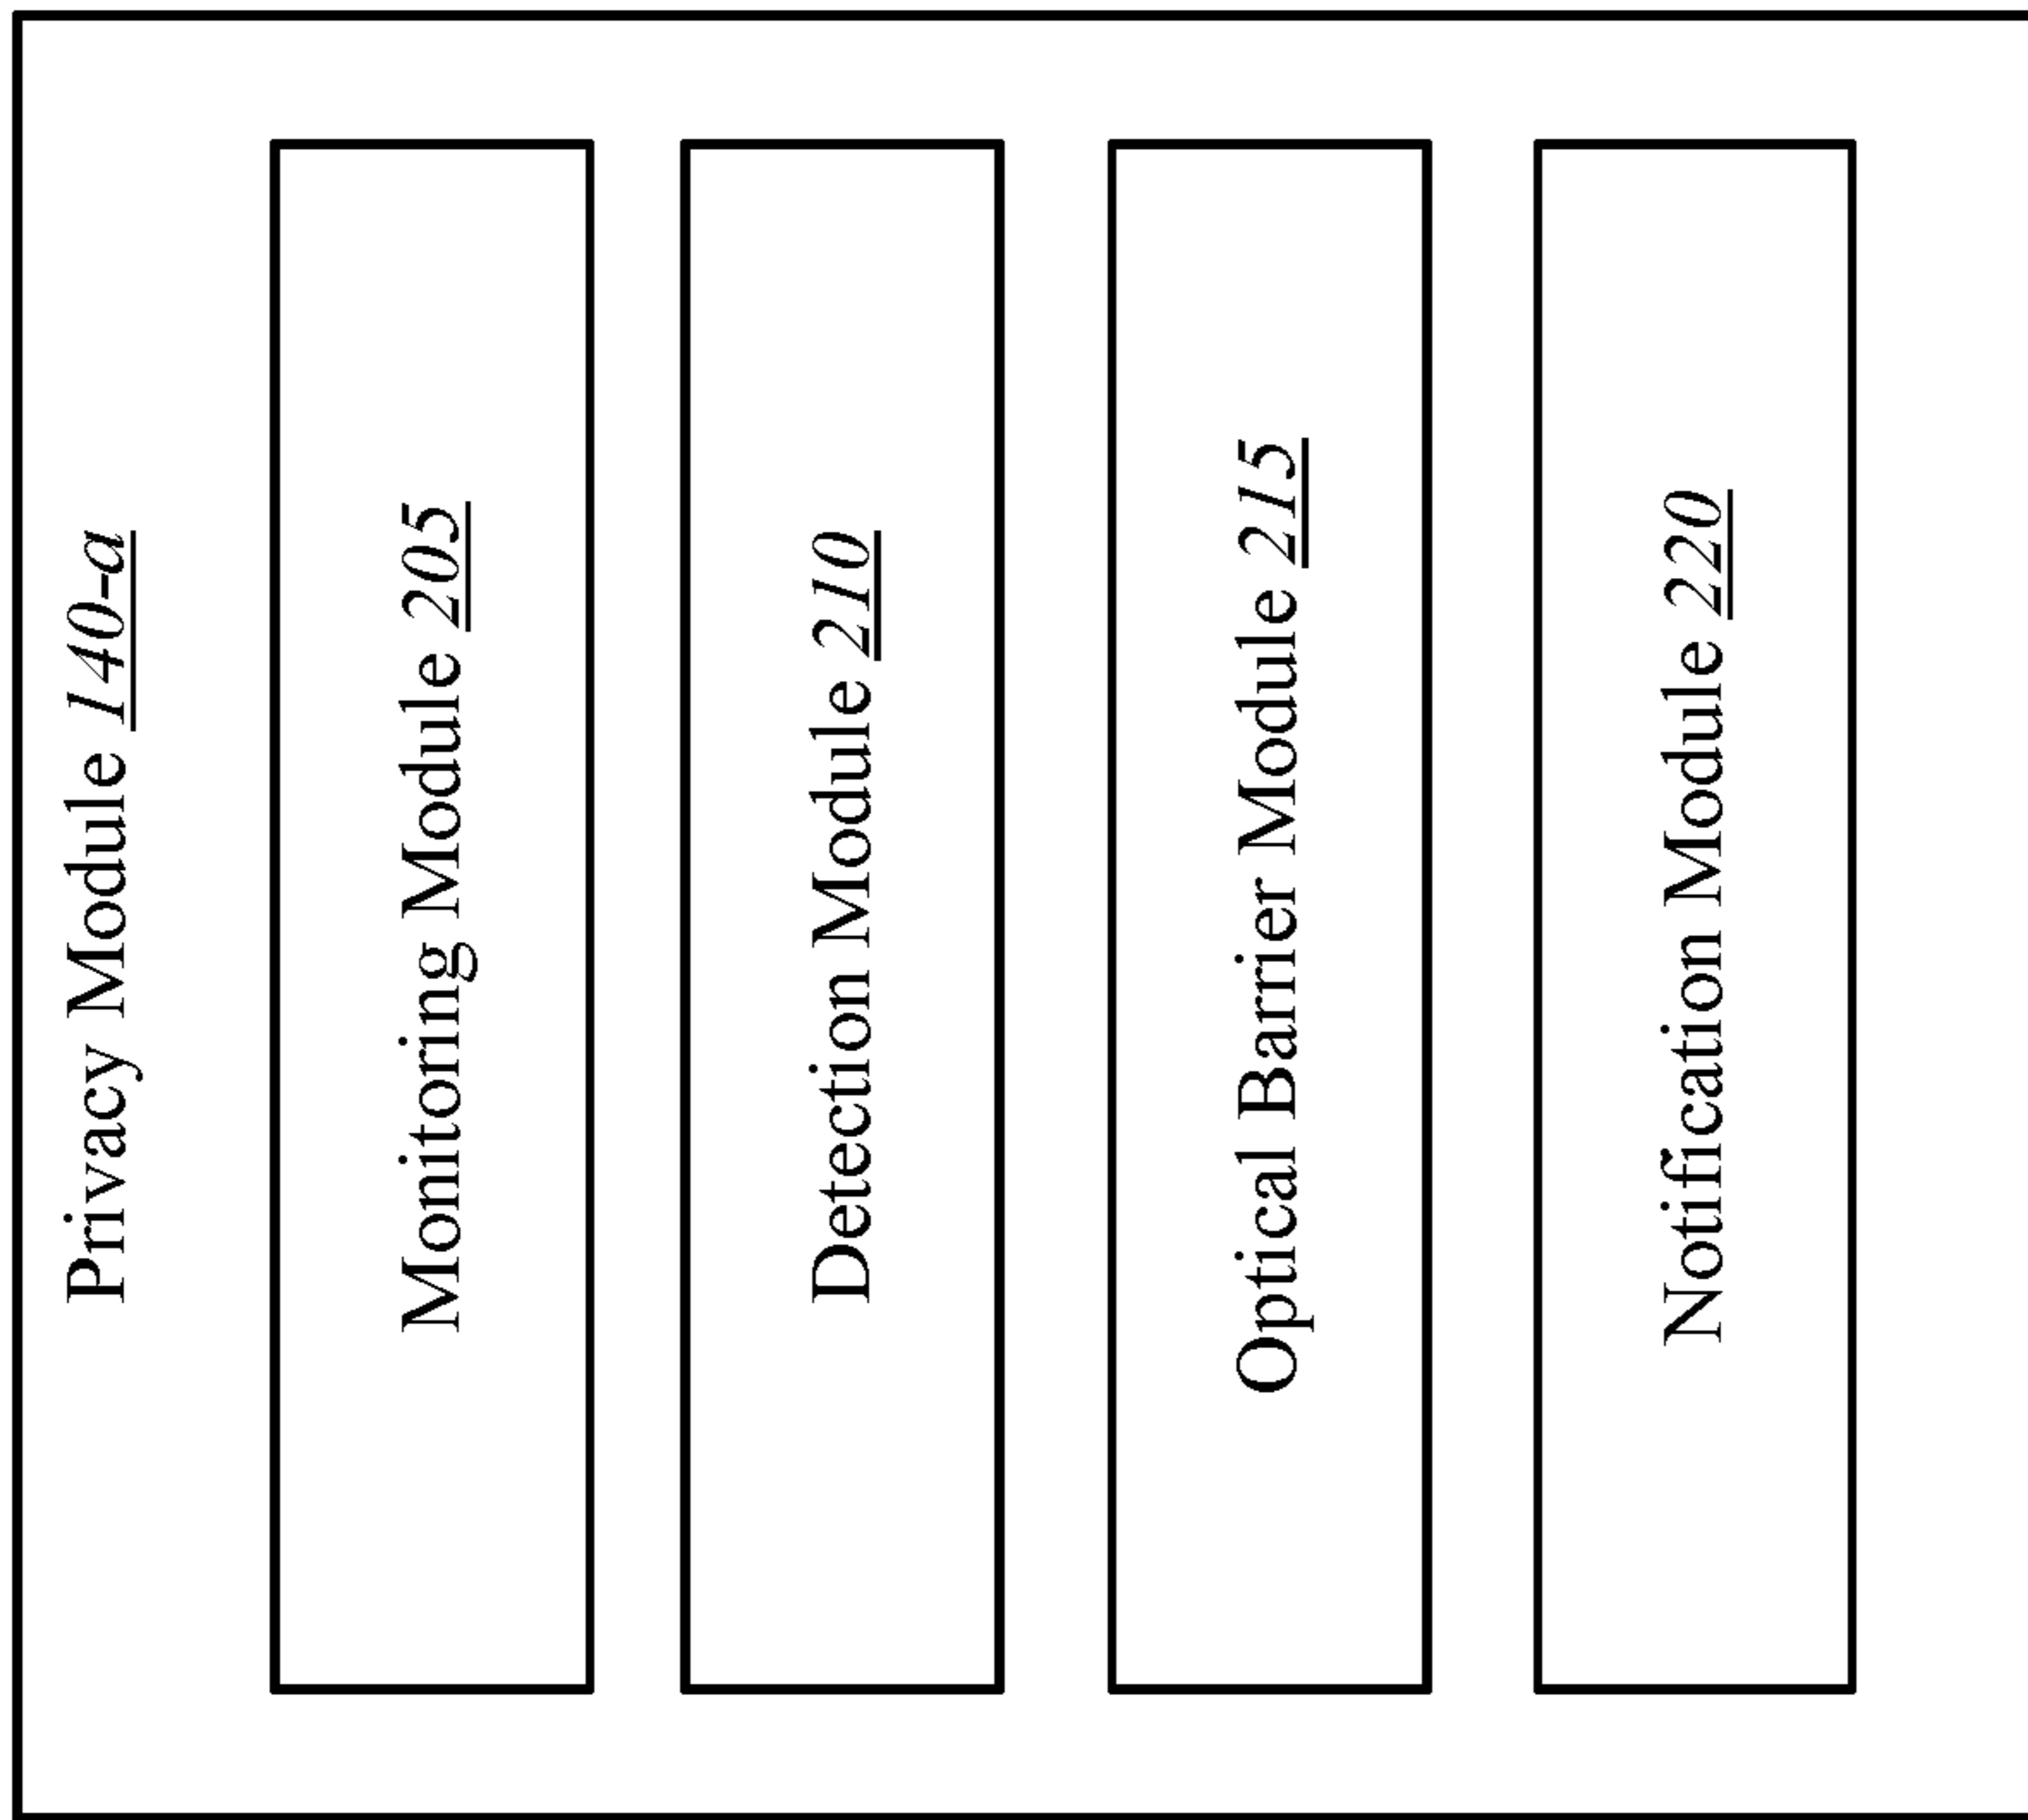 Privacy Module 140-a
Monitoring Module 205
Detection Module 210
Optical Barrier Module 215
Notification Module 220